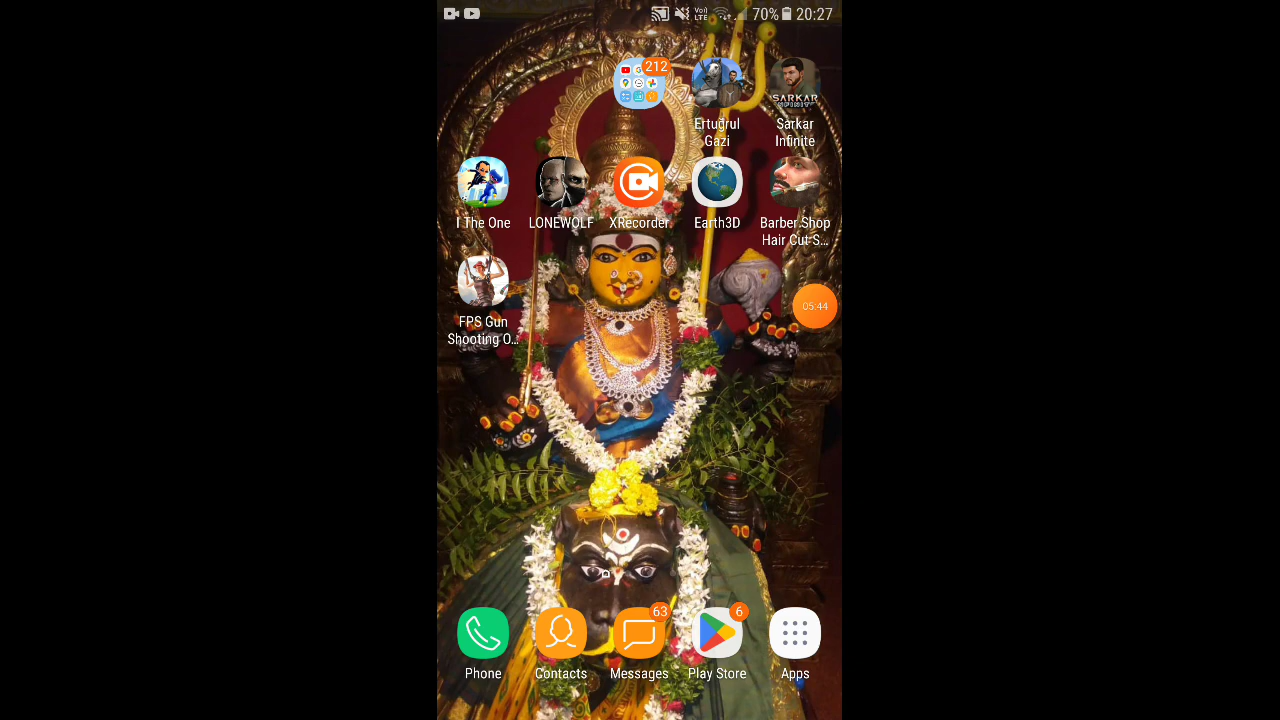 70% 20:27
212
Ertuğrul
Gazi
Sarkar
Infinite
I The One
LONEWOLF
XRecorder
Earth3D
Barber Shop
Hair Cut S...
05:44
FPS Gun
Shooting O...
63
6
Phone
Contacts
Messages
Play Store
Apps